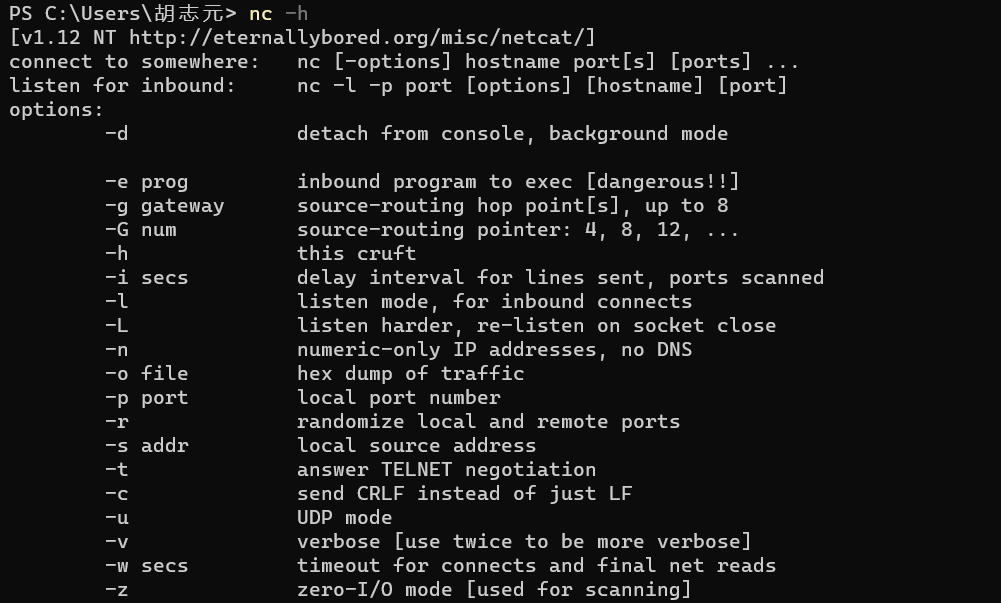 PS C:\Users\胡志元> nc -h
[v1.12 NT http://eternallybored.org/misc/netcat/]
connect to somewhere:   nc [-options] hostname port[s] [ports] ...
listen for inbound:     nc -l -p port [options] [hostname] [port]
options:
        -d              detach from console, background mode

        -e prog         inbound program to exec [dangerous!!]
        -g gateway      source-routing hop point[s], up to 8
        -G num          source-routing pointer: 4, 8, 12, ...
        -h              this cruft
        -i secs         delay interval for lines sent, ports scanned
        -l              listen mode, for inbound connects
        -L              listen harder, re-listen on socket close
        -n              numeric-only IP addresses, no DNS
        -o file         hex dump of traffic
        -p port         local port number
        -r              randomize local and remote ports
        -s addr         local source address
        -t              answer TELNET negotiation
        -c              send CRLF instead of just LF
        -u              UDP mode
        -v              verbose [use twice to be more verbose]
        -w secs         timeout for connects and final net reads
        -z              zero-I/O mode [used for scanning]